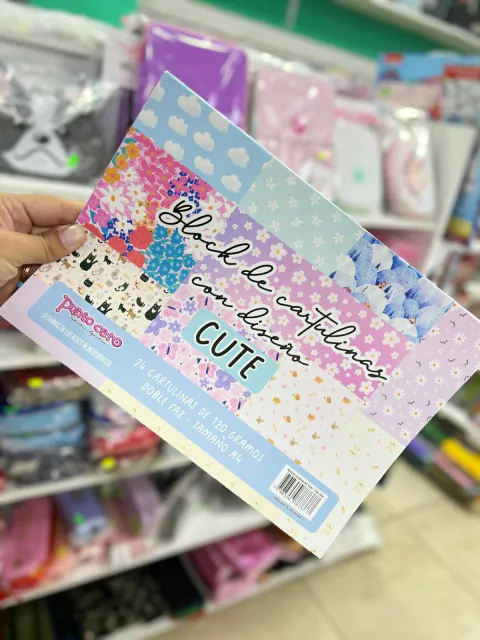 Block de cartulinas
con diseño
CUTE
Punto cero
24 CARTULINAS DE 120 GRAMOS
DOBLE FAZ - TAMAÑO A4